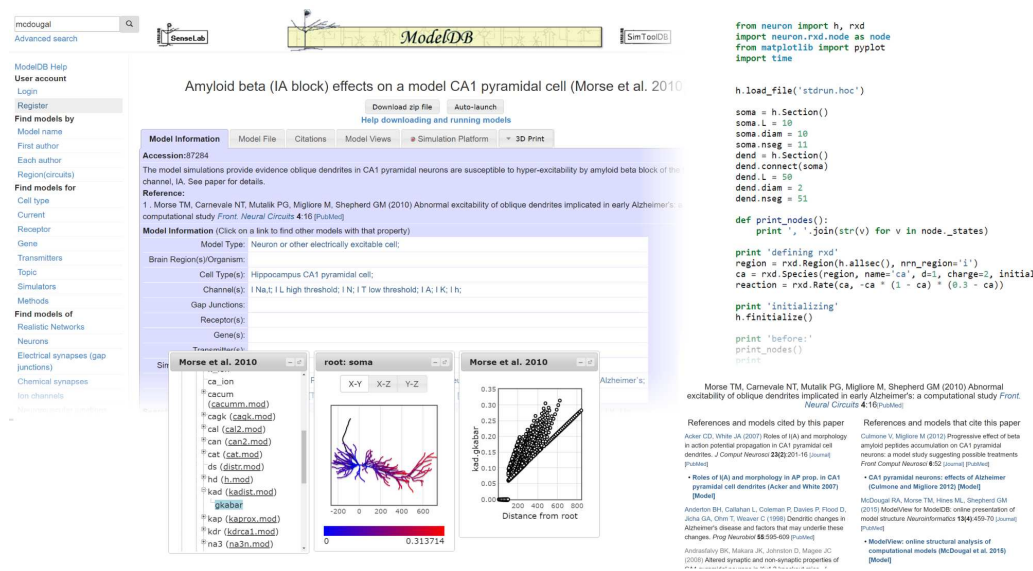 mcdougal
Advanced search
SenseLab
ModelDB
SimToolDB
ModelDB Help
User account
Login
Register
Find models by
Model name
First author
Each author
Region(circuits)
Find models for
Cell type
Current
Receptor
Gene
Transmitters
Topic
Simulators
Methods
Find models of
Realistic Networks
Neurons
Electrical synapses (gap
junctions)
Chemical synapses
Ion channels
Amyloid beta (IA block) effects on a model CA1 pyramidal cell (Morse et al. 2010
Download zip file Auto-launch
Help downloading and running models
Model Information Model File Citations Model Views Simulation Platform 3D Print
Accession:87284
The model simulations provide evidence oblique dendrites in CA1 pyramidal neurons are susceptible to hyper-excitability by amyloid beta block of the
channel, IA. See paper for details.
Reference:
1 . Morse TM, Carnevale NT, Mutalik PG, Migliore M, Shepherd GM (2010) Abnormal excitability of oblique dendrites implicated in early Alzheimer's: a
computational study Front. Neural Circuits 4:16 [PubMed]
Model Information (Click on a link to find other models with that property)
Model Type: Neuron or other electrically excitable cell;
Brain Region(s)/Organism:
Cell Type(s): Hippocampus CA1 pyramidal cell;
Channel(s): I Na,t; I L high threshold; I N; I T low threshold; I A; I K; I h;
Gap Junctions:
Receptor(s):
Gene(s):
Transmitter(s):
Sim
Alzheimer`s;
Morse et al. 2010
ca_ion
cacum
(cacumm.mod)
cagk (cagk.mod)
cal (cal2.mod)
can (can2.mod)
cat (cat.mod)
ds (distr.mod)
hd (h.mod)
kad (kadist.mod)
gkabar
kap (kaprox.mod)
kdr (kdrca1.mod)
na3 (na3n.mod)
root: soma
X-Y X-Z Y-Z
-200 0 200 400 600
0 0.313714
Morse et al. 2010
kad.gkabar
0.35
0.30
0.25
0.20
0.15
0.10
0.05
0.00
200 400 600 800
Distance from root
from neuron import h, rxd
import neuron.rxd.node as node
from matplotlib import pyplot
import time
h.load_file('stdrun.hoc')
soma = h.Section()
soma.L = 10
soma.diam = 10
soma.nseg = 11
dend = h.Section()
dend.connect(soma)
dend.L = 50
dend.diam = 2
dend.nseg = 51
def print_nodes():
print ', '.join(str(v) for v in node._states)
print 'defining rxd'
region = rxd.Region(h.allsec(), nrn_region='i')
ca = rxd.Species(region, name='ca', d=1, charge=2, initial
reaction = rxd.Rate(ca, -ca * (1 - ca) * (0.3 - ca))
print 'initializing'
h.finitialize()
print 'before:'
print_nodes()
print
Morse TM, Carnevale NT, Mutalik PG, Migliore M, Shepherd GM (2010) Abnormal
excitability of oblique dendrites implicated in early Alzheimer's: a computational study Front.
Neural Circuits 4:16[PubMed]
References and models cited by this paper
Acker CD, White JA (2007) Roles of I(A) and morphology
in action potential propagation in CA1 pyramidal cell
dendrites. J Comput Neurosci 23(2):201-16 [Journal]
[PubMed]
• Roles of I(A) and morphology in AP prop. in CA1
pyramidal cell dendrites (Acker and White 2007)
[Model]
Anderton BH, Callahan L, Coleman P, Davies P, Flood D,
Jicha GA, Ohm T, Weaver C (1998) Dendritic changes in
Alzheimer's disease and factors that may underlie these
changes. Prog Neurobiol 55:595-609 [PubMed]
Andrasfalvy BK, Makara JK, Johnston D, Magee JC
(2008) Altered synaptic and non-synaptic properties of
References and models that cite this paper
Culmone V, Migliore M (2012) Progressive effect of beta
amyloid peptides accumulation on CA1 pyramidal
neurons: a model study suggesting possible treatments
Front Comput Neurosci 6:52 [Journal] [PubMed]
• CA1 pyramidal neurons: effects of Alzheimer
(Culmone and Migliore 2012) [Model]
McDougal RA, Morse TM, Hines ML, Shepherd GM
(2015) ModelView for ModelDB: online presentation of
model structure Neuroinformatics 13(4):459-70 [Journal]
[PubMed]
• ModelView: online structural analysis of
computational models (McDougal et al. 2015)
[Model]